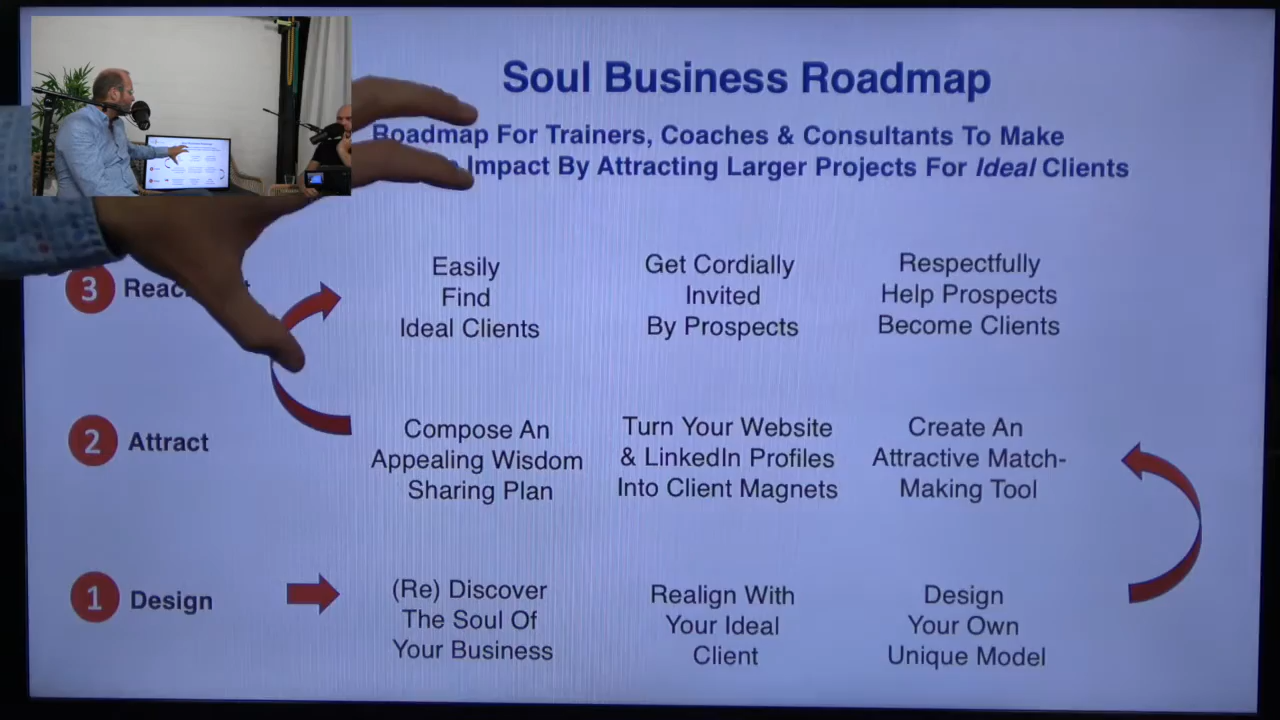 Soul Business Roadmap
Roadmap For Trainers, Coaches & Consultants To Make
Impact By Attracting Larger Projects For Ideal Clients
3
Easily
Find
Ideal Clients
Get Cordially
Invited
By Prospects
Respectfully
Help Prospects
Become Clients
2 Attract
Compose An
Appealing Wisdom
Sharing Plan
Turn Your Website
& LinkedIn Profiles
Into Client Magnets
Create An
Attractive Match-
Making Tool
1 Design
(Re) Discover
The Soul Of
Your Business
Realign With
Your Ideal
Client
Design
Your Own
Unique Model